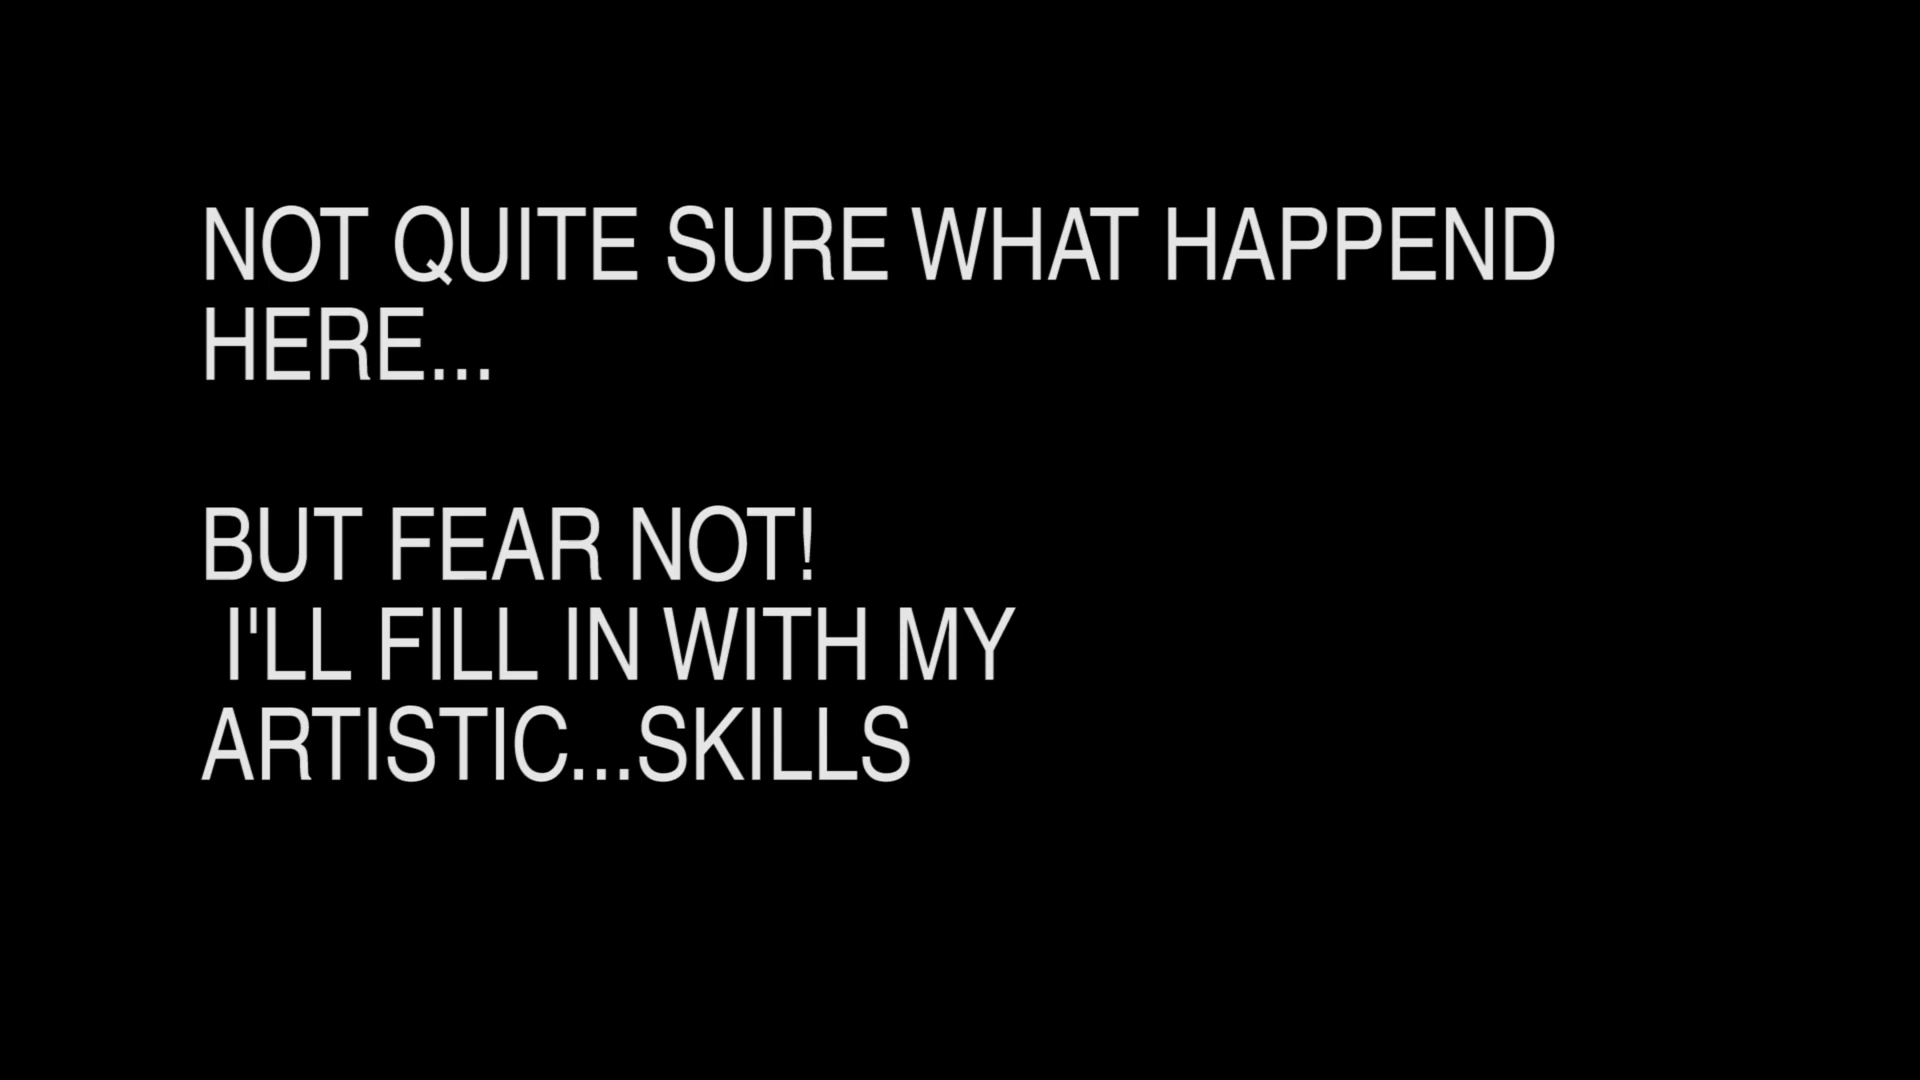 NOT QUITE SURE WHAT HAPPEND
HERE...
BUT FEAR NOT!
I'LL FILL IN WITH MY
ARTISTIC...SKILLS